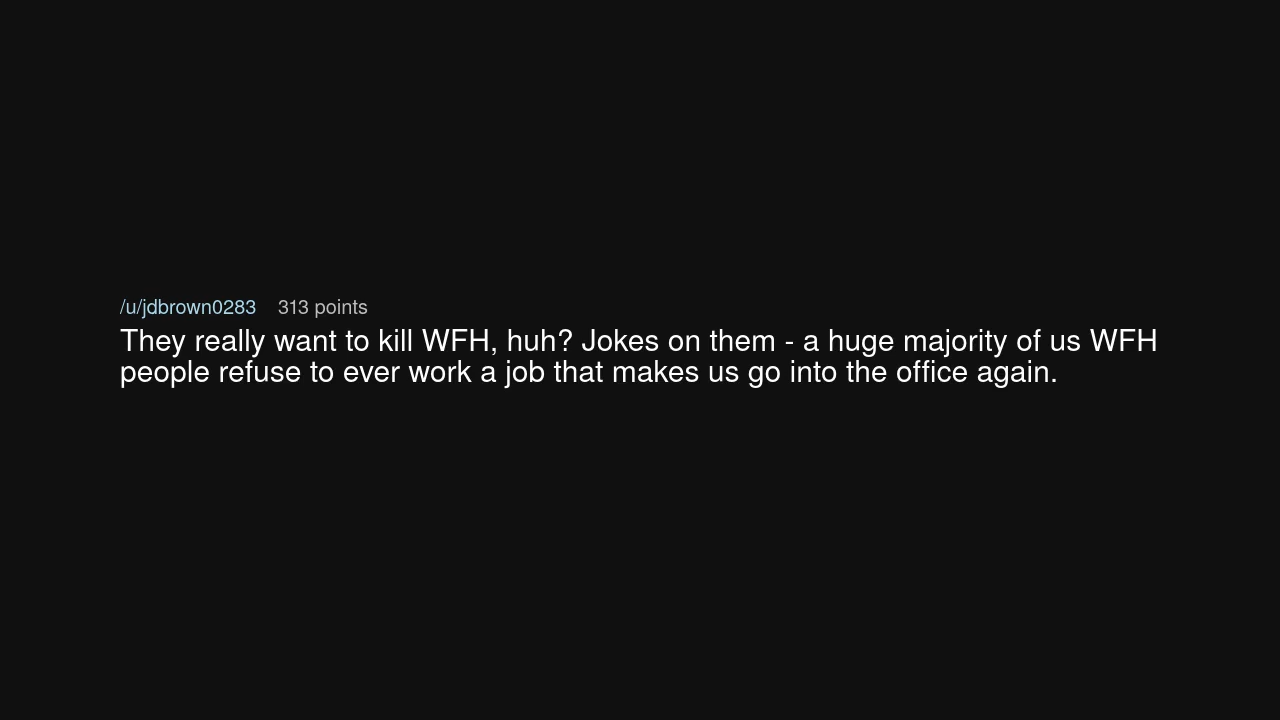 /u/jdbrown0283 313 points
They really want to kill WFH, huh? Jokes on them - a huge majority of us WFH
people refuse to ever work a job that makes us go into the office again.